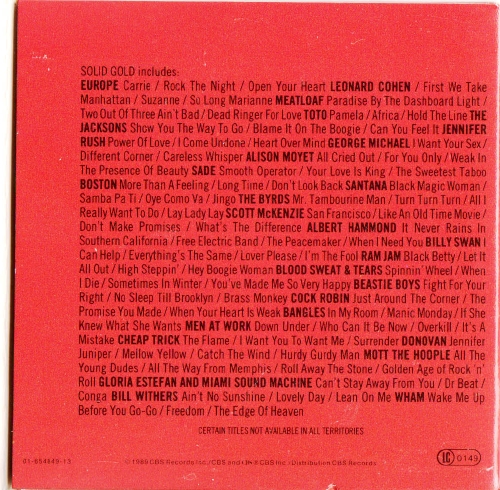 SOLID GOLD includes:
EUROPE Carrie / Rock The Night / Open Your Heart LEONARD COHEN / First We Take
Manhattan / Suzanne / So Long Marianne MEATLOAF Paradise By The Dashboard Light /
Two Out Of Three Ain't Bad / Dead Ringer For Love TOTO Pamela / Africa / Hold The Line THE
JACKSONS Show You The Way To Go / Blame It On The Boogie / Can You Feel It JENNIFER
RUSH Power Of Love / I Come Undone / Heart Over Mind GEORGE MICHAEL I Want Your Sex /
Different Corner / Careless Whisper ALISON MOYET All Cried Out / For You Only / Weak In
The Presence Of Beauty SADE Smooth Operator / Your Love Is King / The Sweetest Taboo
BOSTON More Than A Feeling / Long Time / Don't Look Back SANTANA Black Magic Woman /
Samba Pa Ti / Oye Como Va / Jingo THE BYRDS Mr. Tambourine Man / Turn Turn Turn / All I
Really Want To Do / Lay Lady Lay SCOTT McKENZIE San Francisco / Like An Old Time Movie /
Don't Make Promises / What's The Difference ALBERT HAMMOND It Never Rains In
Southern California / Free Electric Band / The Peacemaker / When I Need You BILLY SWAN I
Can Help / Everything's The Same / Lover Please / I'm The Fool RAM JAM Black Betty / Let It
All Out / High Steppin' / Hey Boogie Woman BLOOD SWEAT & TEARS Spinnin' Wheel / When
I Die / Sometimes In Winter / You've Made Me So Very Happy BEASTIE BOYS Fight For Your
Right / No Sleep Till Brooklyn / Brass Monkey COCK ROBIN Just Around The Corner / The
Promise You Made / When Your Heart Is Weak BANGLES In My Room / Manic Monday / If She
Knew What She Wants MEN AT WORK Down Under / Who Can It Be Now / Overkill / It's A
Mistake CHEAP TRICK The Flame / I Want You To Want Me / Surrender DONOVAN Jennifer
Juniper / Mellow Yellow / Catch The Wind / Hurdy Gurdy Man MOTT THE HOOPLE All The
Young Dudes / All The Way From Memphis / Roll Away The Stone / Golden Age of Rock 'n'
Roll GLORIA ESTEFAN AND MIAMI SOUND MACHINE Can't Stay Away From You / Dr Beat /
Conga BILL WITHERS Ain't No Sunshine / Lovely Day / Lean On Me WHAM Wake Me Up
Before You Go-Go / Freedom / The Edge Of Heaven
CERTAIN TITLES NOT AVAILABLE IN ALL TERRITORIES
01-654649-13 © 1989 CBS Records Inc./CBS and are CBS Inc./Distribution CBS Records
IC 0149